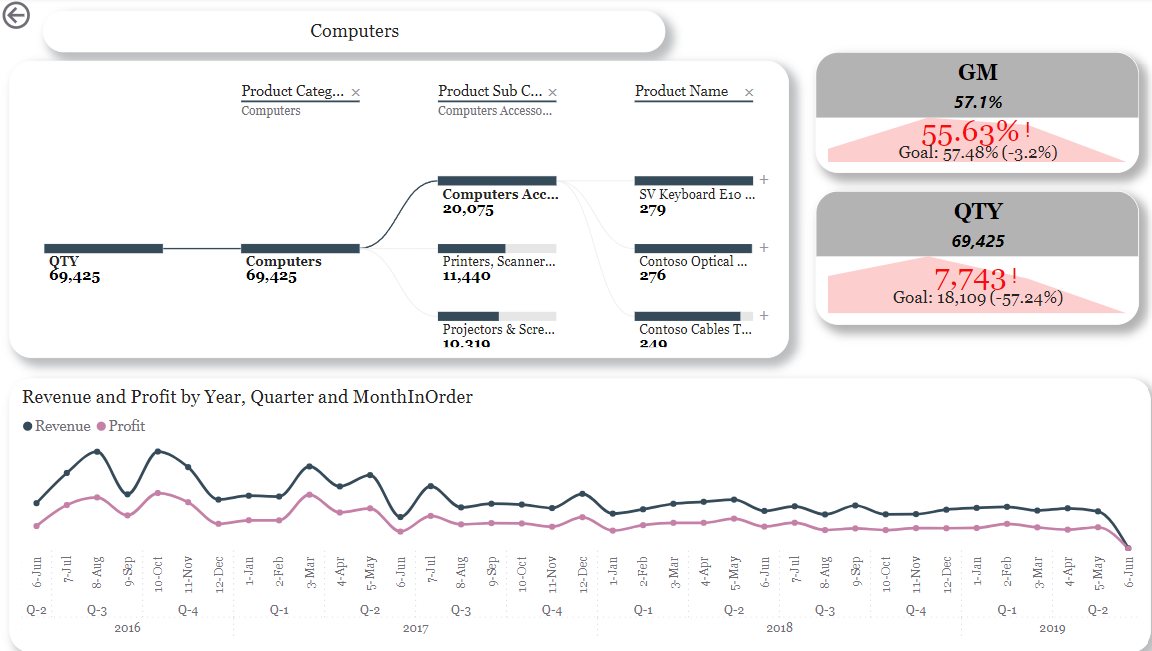 Computers
Product Categ...
Computers
Product Sub C...
Computers Accesso...
Product Name
QTY
69,425
Computers
69,425
Computers Acc...
20,075
Printers, Scanner...
11,440
Projectors & Scre...
10,319
SV Keyboard E10 ...
279
Contoso Optical ...
276
Contoso Cables T...
249
GM
57.1%
55.63% !
Goal: 57.48% (-3.2%)
QTY
69,425
7,743 !
Goal: 18,109 (-57.24%)
Revenue and Profit by Year, Quarter and MonthInOrder
Revenue Profit
6-Jun 7-Jul 8-Aug 9-Sep 10-Oct 11-Nov 12-Dec 1-Jan 2-Feb 3-Mar 4-Apr 5-May 6-Jun 7-Jul 8-Aug 9-Sep 10-Oct 11-Nov 12-Dec 1-Jan 2-Feb 3-Mar 4-Apr 5-May 6-Jun 7-Jul 8-Aug 9-Sep 10-Oct 11-Nov 12-Dec 1-Jan 2-Feb 3-Mar 4-Apr 5-May 6-Jun
Q-2 Q-3 Q-4 Q-1 Q-2 Q-3 Q-4 Q-1 Q-2 Q-3 Q-4 Q-1 Q-2
2016 2017 2018 2019